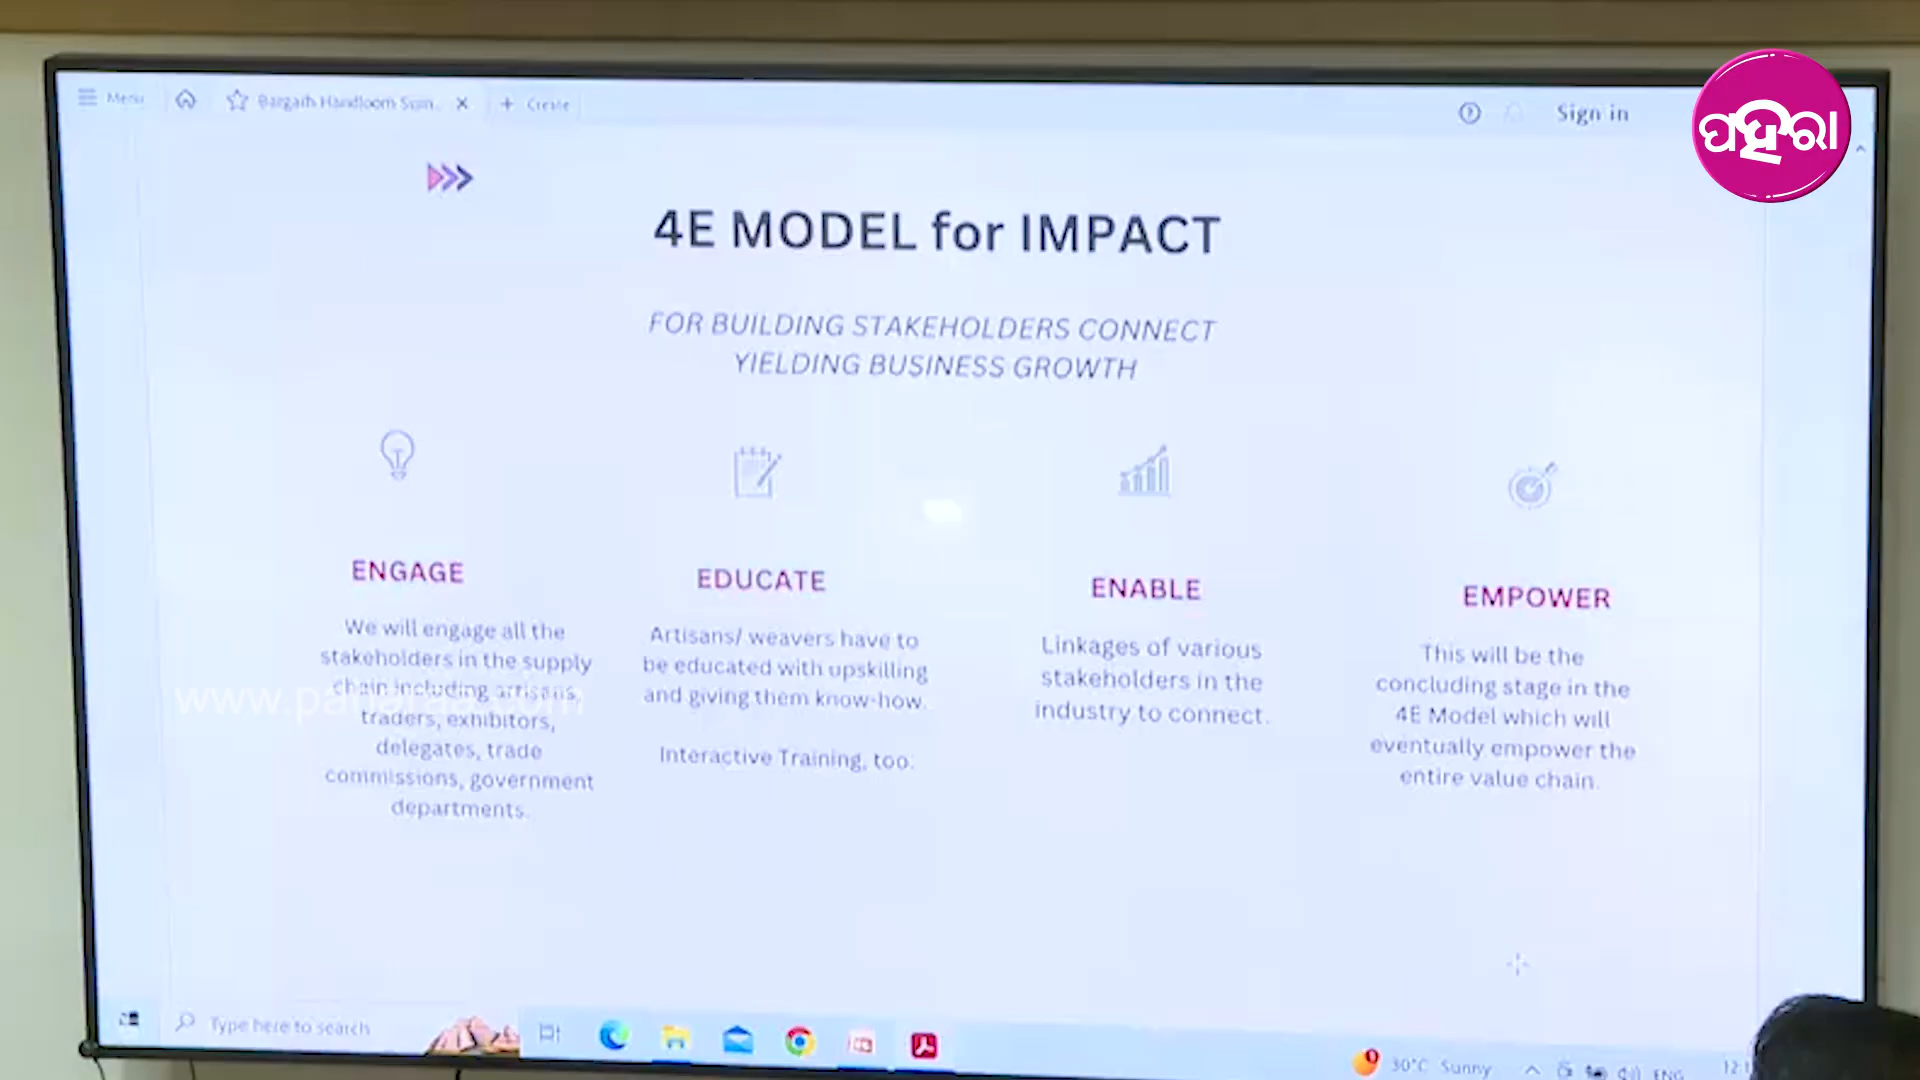 Menu
Bargarh Handloom Sum..
+ Create
Sign in
ପହରା
4E MODEL for IMPACT
FOR BUILDING STAKEHOLDERS CONNECT
YIELDING BUSINESS GROWTH
ENGAGE
We will engage all the
stakeholders in the supply
chain including artisans,
traders, exhibitors,
delegates, trade
commissions, government
departments.
EDUCATE
Artisans/ weavers have to
be educated with upskilling
and giving them know-how.
Interactive Training, too.
ENABLE
Linkages of various
stakeholders in the
industry to connect.
EMPOWER
This will be the
concluding stage in the
4E Model which will
eventually empower the
entire value chain.
www.paharaa.com
Type here to search
30°C Sunny
ENG